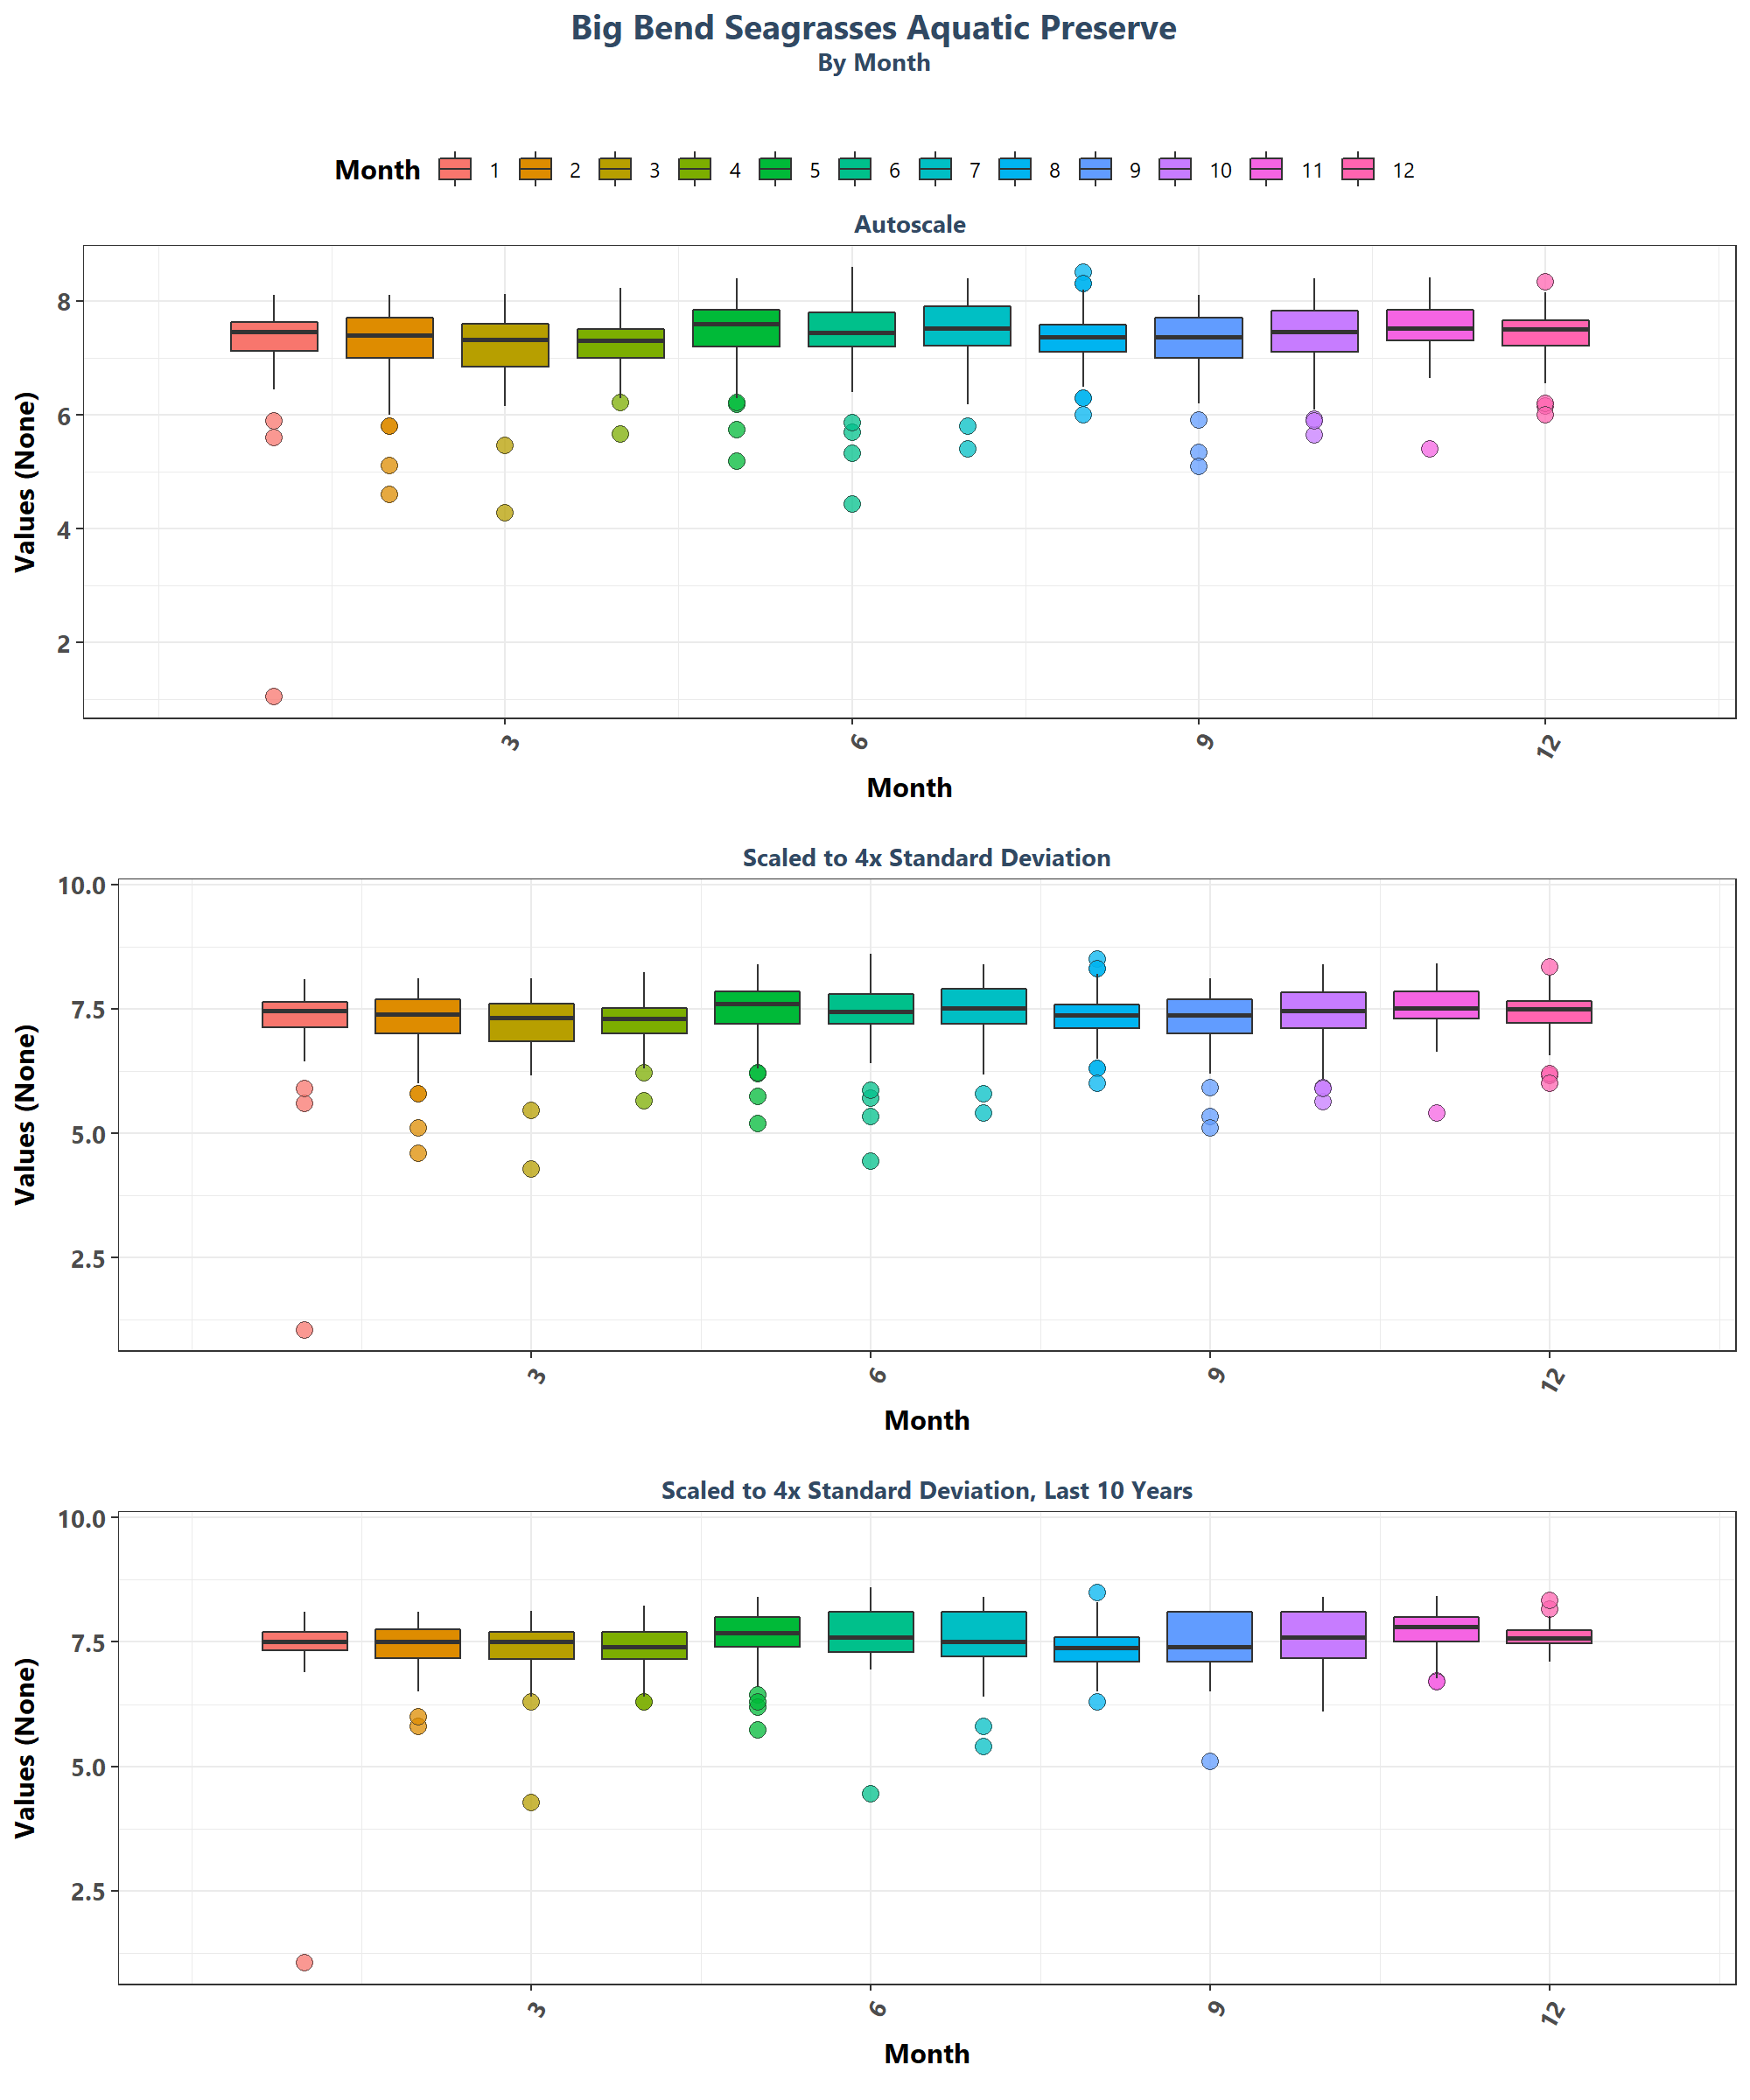 Big Bend Seagrasses Aquatic Preserve
By Month
Month 1 2 3 4 5 6 7 8 9 10 11 12
Autoscale
Values (None)
8
6
4
2
3 6 9 12
Month
Scaled to 4x Standard Deviation
Values (None)
10.0
7.5
5.0
2.5
3 6 9 12
Month
Scaled to 4x Standard Deviation, Last 10 Years
Values (None)
10.0
7.5
5.0
2.5
3 6 9 12
Month